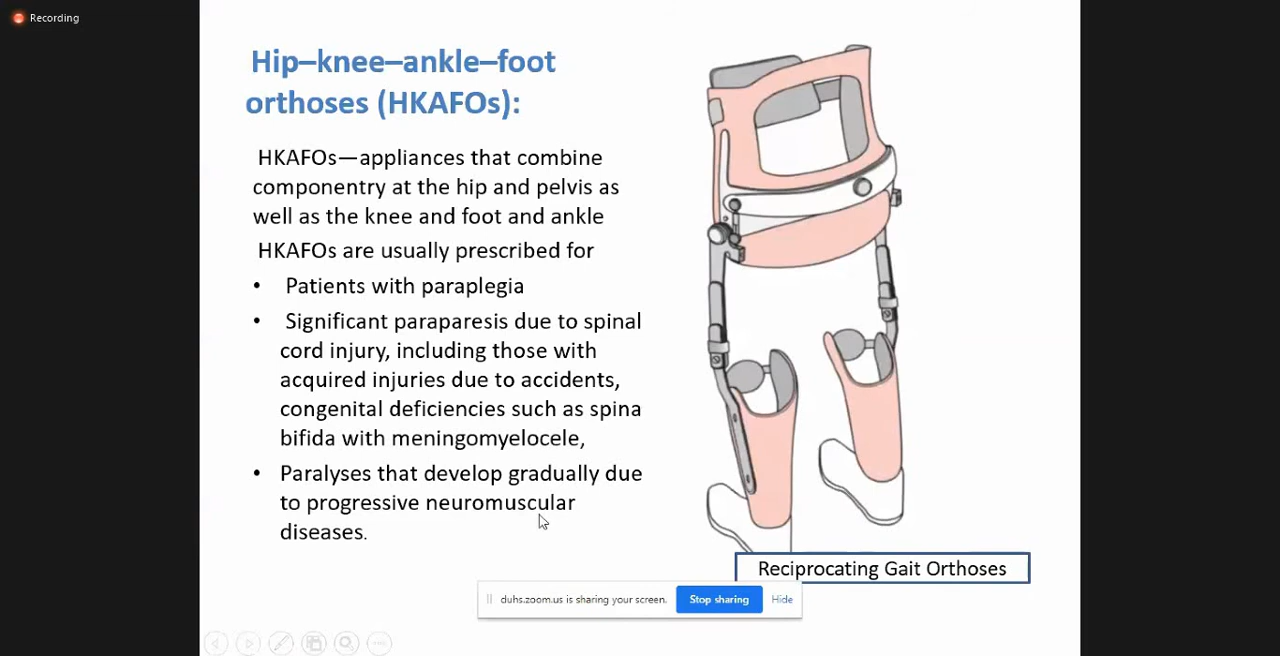 Recording
Hip–knee–ankle–foot
orthoses (HKAFOs):
HKAFOs—appliances that combine
componentry at the hip and pelvis as
well as the knee and foot and ankle
HKAFOs are usually prescribed for
• Patients with paraplegia
• Significant paraparesis due to spinal
cord injury, including those with
acquired injuries due to accidents,
congenital deficiencies such as spina
bifida with meningomyelocele,
• Paralyses that develop gradually due
to progressive neuromuscular
diseases.
Reciprocating Gait Orthoses
duhs.zoom.us is sharing your screen.
Stop sharing
Hide